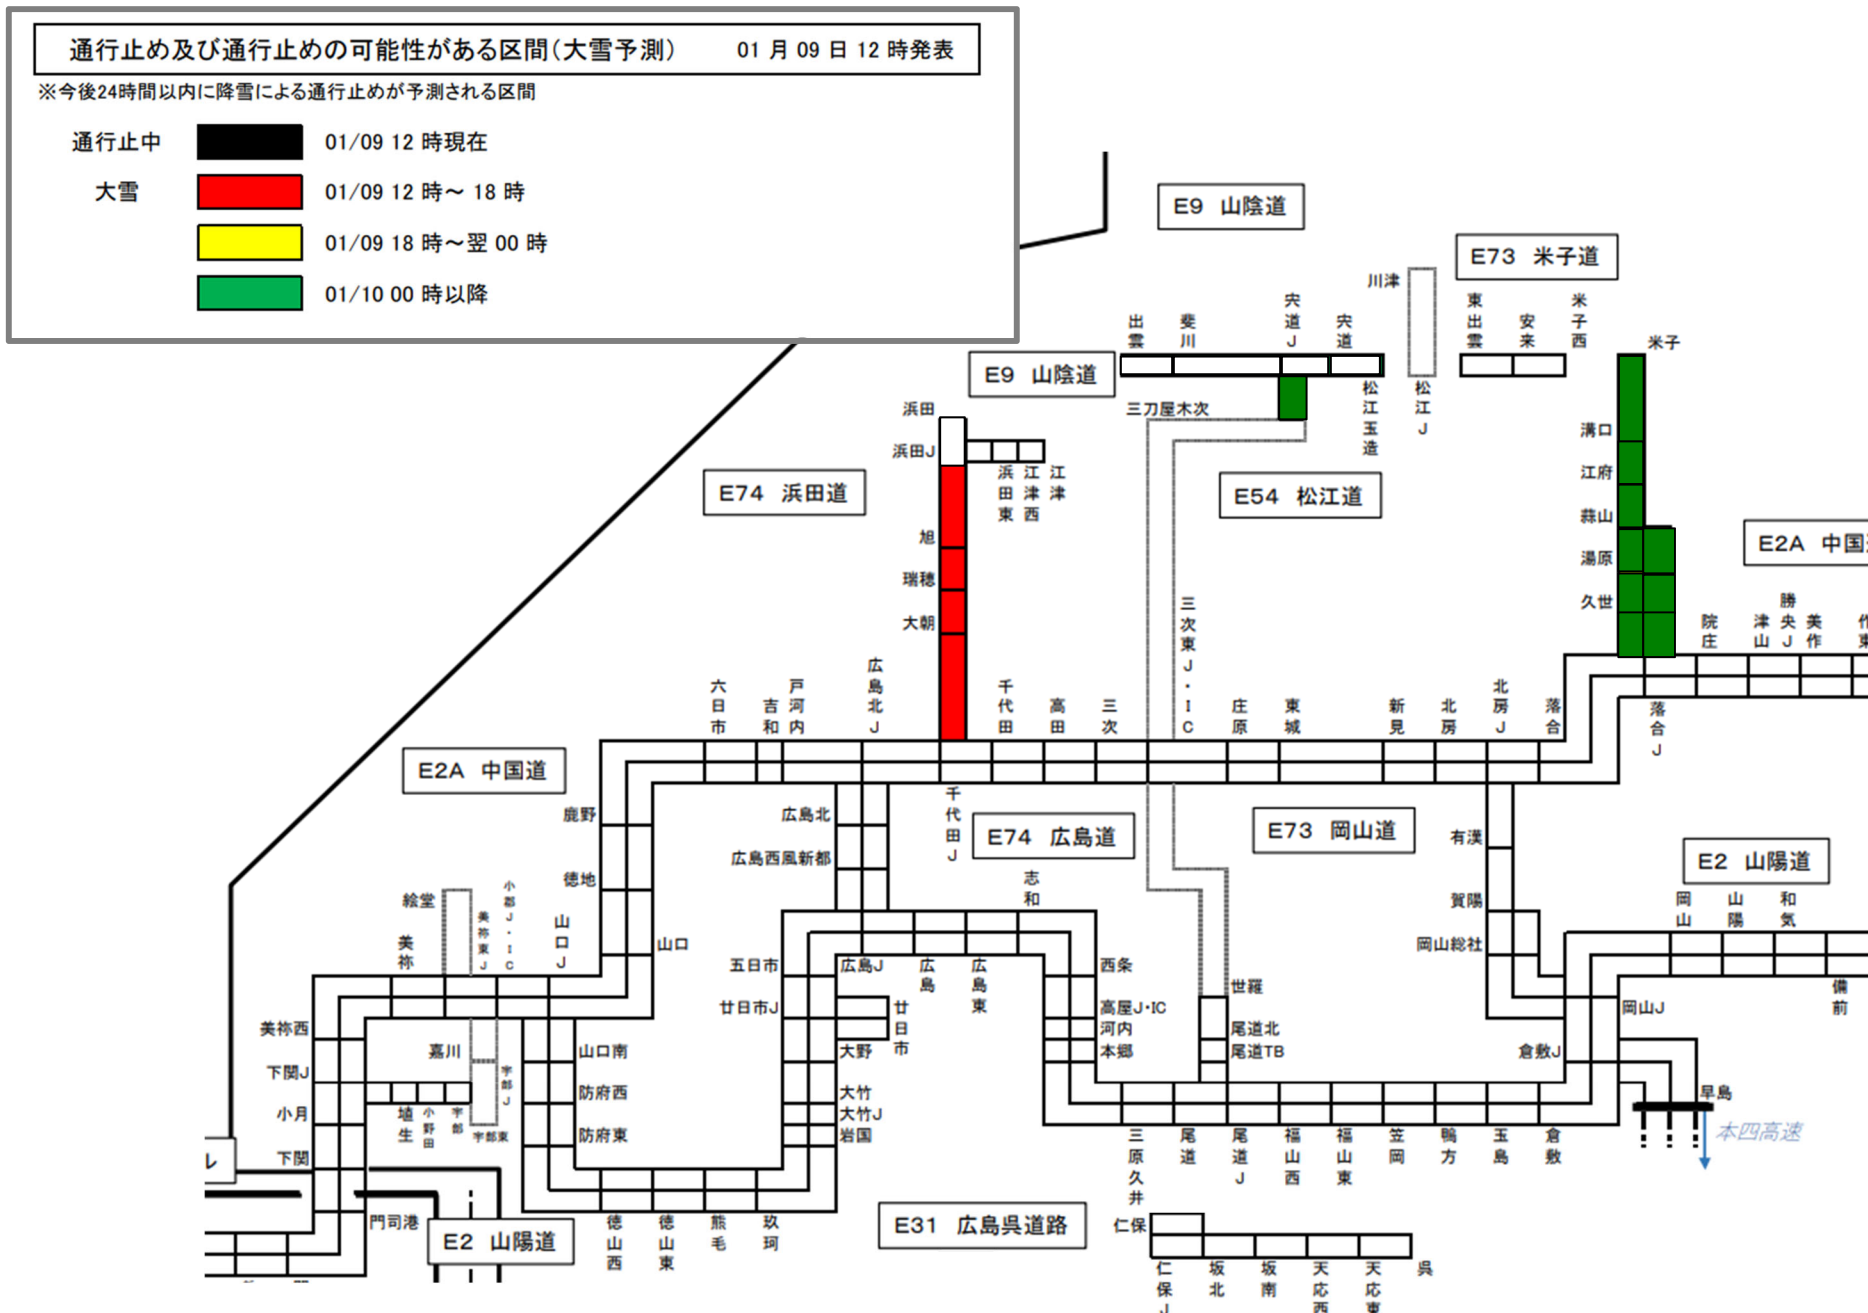 通行止め及び通行止めの可能性がある区間(大雪予測) 01 月 09 日 12 時発表
※今後24時間以内に降雪による通行止めが予測される区間
通行止中 01/09 12 時現在
大雪 01/09 12 時～ 18 時
01/09 18 時～翌 00 時
01/10 00 時以降
E9 山陰道
E73 米子道
川津
東出雲
安来
米子西
米子
出雲
斐川
宍道J
宍道
E9 山陰道
松江玉造
松江J
三刀屋木次
浜田
浜田J
浜田東
江津西
江津
溝口
江府
蒜山
湯原
久世
E74 浜田道
E54 松江道
E2A 中国
旭
瑞穂
大朝
三次東J・IC
院庄
津山
勝央J
美作
作東
六日市
吉和
戸河内
広島北J
千代田
高田
三次
庄原
東城
新見
北房
北房J
落合
落合J
E2A 中国道
千代田J
E74 広島道
E73 岡山道
E2 山陽道
鹿野
広島北
広島西風新都
有漢
徳地
志和
賀陽
岡山
山陽
和気
絵堂
美祢
美祢東J
小郡J・IC
山口J
山口
岡山総社
五日市
広島J
広島
広島東
西条
世羅
備前
廿日市J
廿日市
高屋J・IC
河内
尾道北
岡山J
美祢西
嘉川
山口南
大野
本郷
尾道TB
倉敷J
下関J
宇部J
防府西
大竹
早島
小月
埴生
小野田
宇部
宇部東
防府東
大竹J
岩国
本四高速
三原久井
尾道
尾道J
福山西
福山東
笠岡
鴨方
玉島
倉敷
下関
ル
門司港
E2 山陽道
徳山西
徳山東
熊毛
玖珂
E31 広島呉道路
仁保
仁保J
坂北
坂南
天応西
天応東
呉